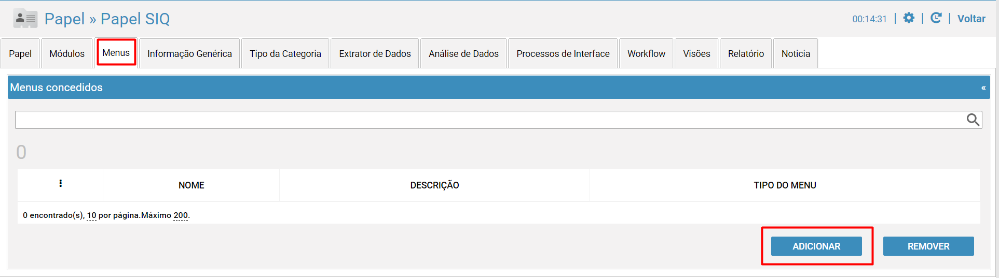 Papel » Papel SIQ
00:14:31 | | | Voltar
Papel Módulos Menus Informação Genérica Tipo da Categoria Extrator de Dados Análise de Dados Processos de Interface Workflow Visões Relatório Noticia
Menus concedidos «
0
NOME DESCRIÇÃO TIPO DO MENU
0 encontrado(s), 10 por página.Máximo 200.
ADICIONAR REMOVER